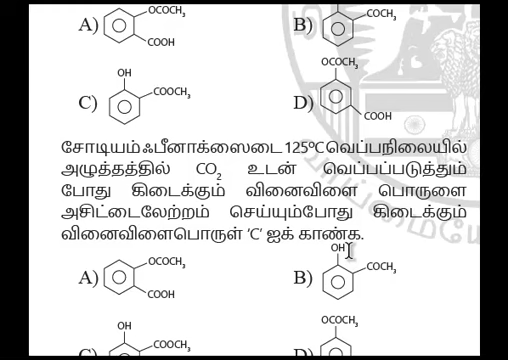 A) OCOCH3
COOH
B) COCH3
C) OH
COOCH3
D) OCOCH3
COOH
சோடியம்ஃபீனாக்ஸைடை 125°C வெப்பநிலையில்
அழுத்தத்தில் CO2 உடன் வெப்பப்படுத்தும்
போது கிடைக்கும் வினைவிளை பொருளை
அசிட்டைலேற்றம் செய்யும்போது கிடைக்கும்
வினைவிளைபொருள் 'C' ஐக் காண்க.
A) OCOCH3
COOH
B) OH
COCH3
C) OH
COOCH3
D) OCOCH3